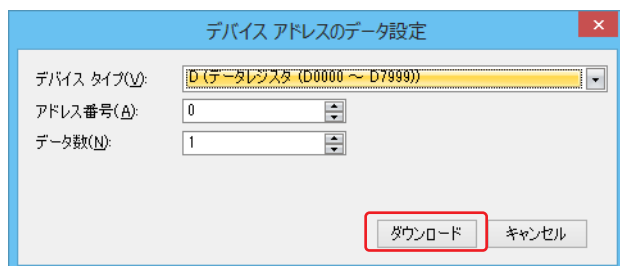 デバイス アドレスのデータ設定
×
デバイス タイプ(V): D (データレジスタ (D0000 ～ D7999))
アドレス番号(A): 0
データ数(N): 1
ダウンロード キャンセル